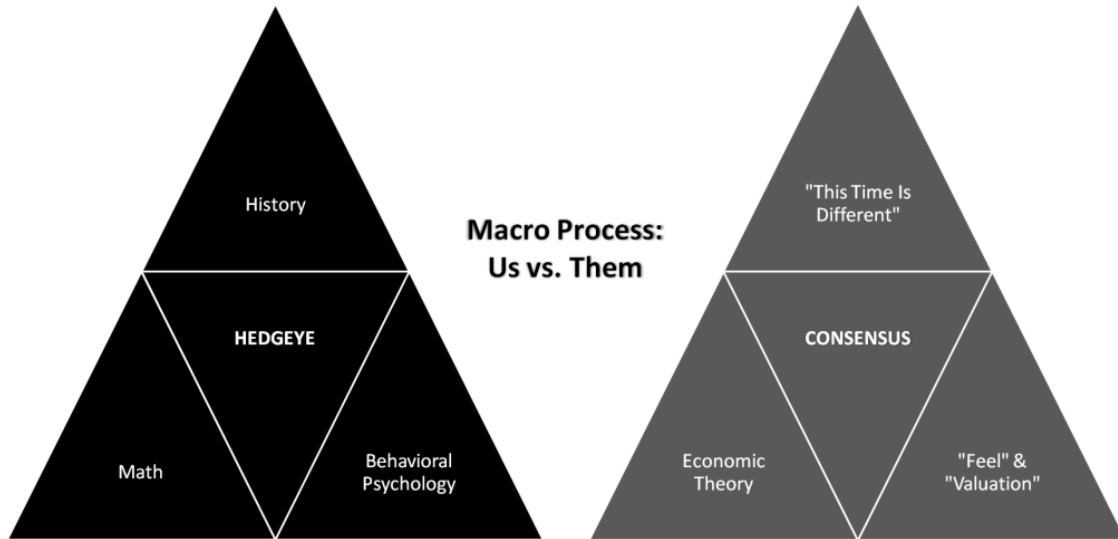 History
HEDGEYE
Math
Behavioral
Psychology
Macro Process:
Us vs. Them
"This Time Is
Different"
CONSENSUS
Economic
Theory
"Feel" &
"Valuation"